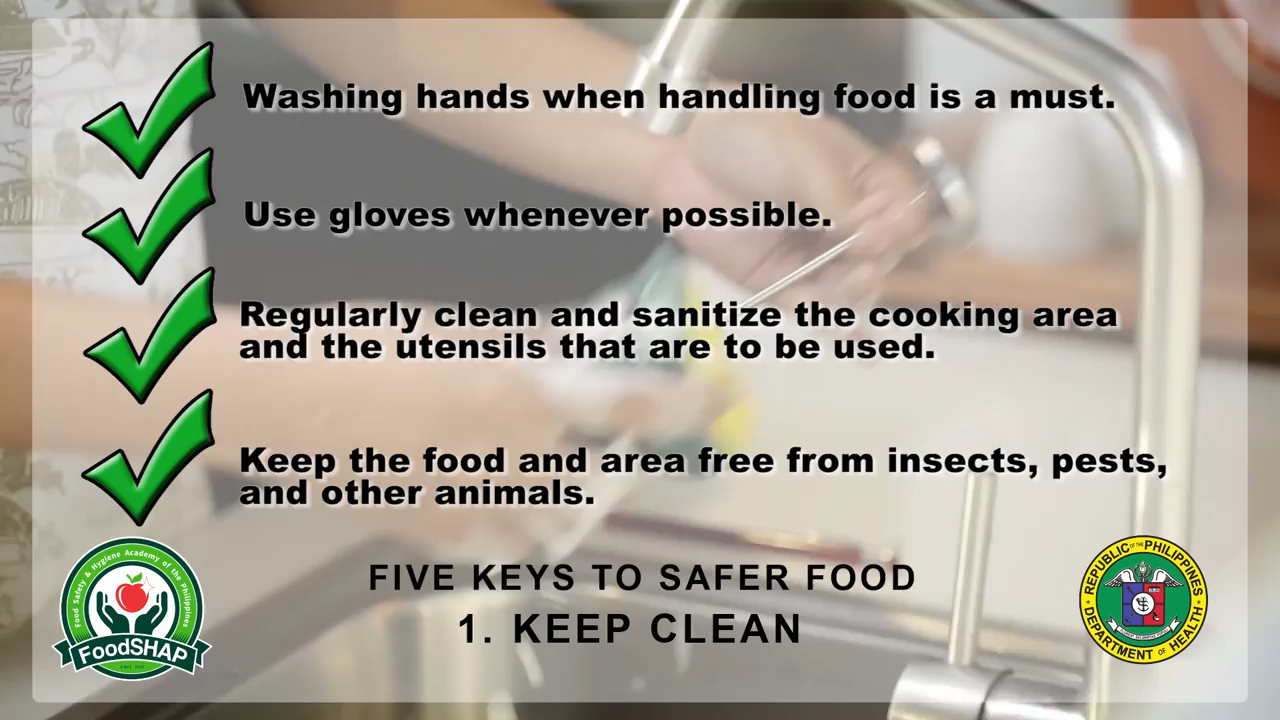 Washing hands when handling food is a must.
Use gloves whenever possible.
Regularly clean and sanitize the cooking area
and the utensils that are to be used.
Keep the food and area free from insects, pests,
and other animals.
FIVE KEYS TO SAFER FOOD
1. KEEP CLEAN
Food Safety & Hygiene Academy of the Philippines
FoodSHAP
REPUBLIC OF THE PHILIPPINES
DEPARTMENT OF HEALTH